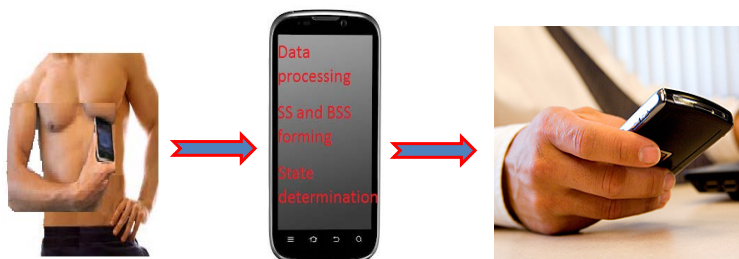 Data
processing
SS and BSS
forming
State
determination